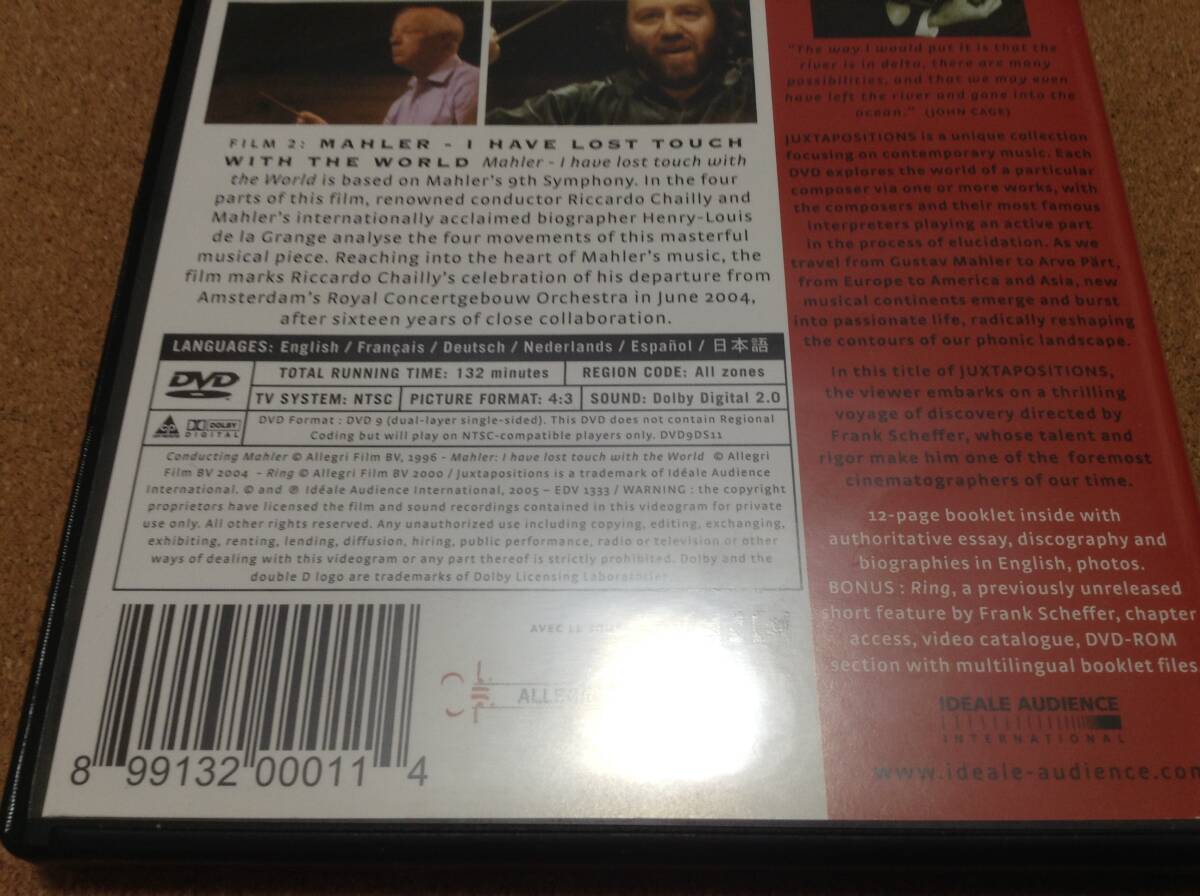 FILM 2: MAHLER - I HAVE LOST TOUCH
WITH THE WORLD Mahler - I have lost touch with
the World is based on Mahler's 9th Symphony. In the four
parts of this film, renowned conductor Riccardo Chailly and
Mahler's internationally acclaimed biographer Henry-Louis
de la Grange analyse the four movements of this masterful
musical piece. Reaching into the heart of Mahler's music, the
film marks Riccardo Chailly's celebration of his departure from
Amsterdam's Royal Concertgebouw Orchestra in June 2004,
after sixteen years of close collaboration.
LANGUAGES: English / Français / Deutsch / Nederlands / Español / 日本語
DVD
TOTAL RUNNING TIME: 132 minutes
REGION CODE: All zones
TV SYSTEM: NTSC
PICTURE FORMAT: 4:3
SOUND: Dolby Digital 2.0
DOLBY
DIGITAL
DVD Format : DVD 9 (dual-layer single-sided). This DVD does not contain Regional
Coding but will play on NTSC-compatible players only. DVD9DS11
Conducting Mahler © Allegri Film BV, 1996 - Mahler: I have lost touch with the World © Allegri
Film BV 2004 - Ring © Allegri Film BV 2000 / Juxtapositions is a trademark of Idéale Audience
International. © and ℗ Idéale Audience International, 2005 – EDV 1333 / WARNING : the copyright
proprietors have licensed the film and sound recordings contained in this videogram for private
use only. All other rights reserved. Any unauthorized use including copying, editing, exchanging,
exhibiting, renting, lending, diffusion, hiring, public performance, radio or television or other
ways of dealing with this videogram or any part thereof is strictly prohibited. Dolby and the
double D logo are trademarks of Dolby Licensing Laboratories
8 99132 00011 4
AVEC LE
"The way I would put it is that the
river is in delta, there are many
possibilities, and that we may even
have left the river and gone into the
ocean." (JOHN CAGE)
JUXTAPOSITIONS is a unique collection
focusing on contemporary music. Each
DVD explores the world of a particular
composer via one or more works, with
the composers and their most famous
interpreters playing an active part
in the process of elucidation. As we
travel from Gustav Mahler to Arvo Pärt,
from Europe to America and Asia, new
musical continents emerge and burst
into passionate life, radically reshaping
the contours of our phonic landscape.
In this title of JUXTAPOSITIONS,
the viewer embarks on a thrilling
voyage of discovery directed by
Frank Scheffer, whose talent and
rigor make him one of the foremost
cinematographers of our time.
12-page booklet inside with
authoritative essay, discography and
biographies in English, photos.
BONUS : Ring, a previously unreleased
short feature by Frank Scheffer, chapter
access, video catalogue, DVD-ROM
section with multilingual booklet files
IDEALE AUDIENCE
INTERNATIONAL
www.ideale-audience.com